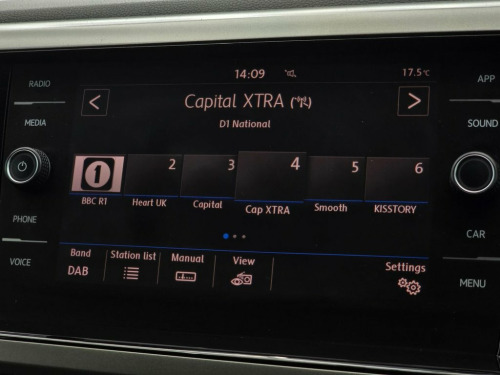 RADIO
MEDIA
PHONE
VOICE
14:09
17.5°C
Capital XTRA
D1 National
1 2 3 4 5 6
BBC R1 Heart UK Capital Cap XTRA Smooth KISSTORY
Band Station list Manual View Settings
DAB
APP
SOUND
CAR
MENU